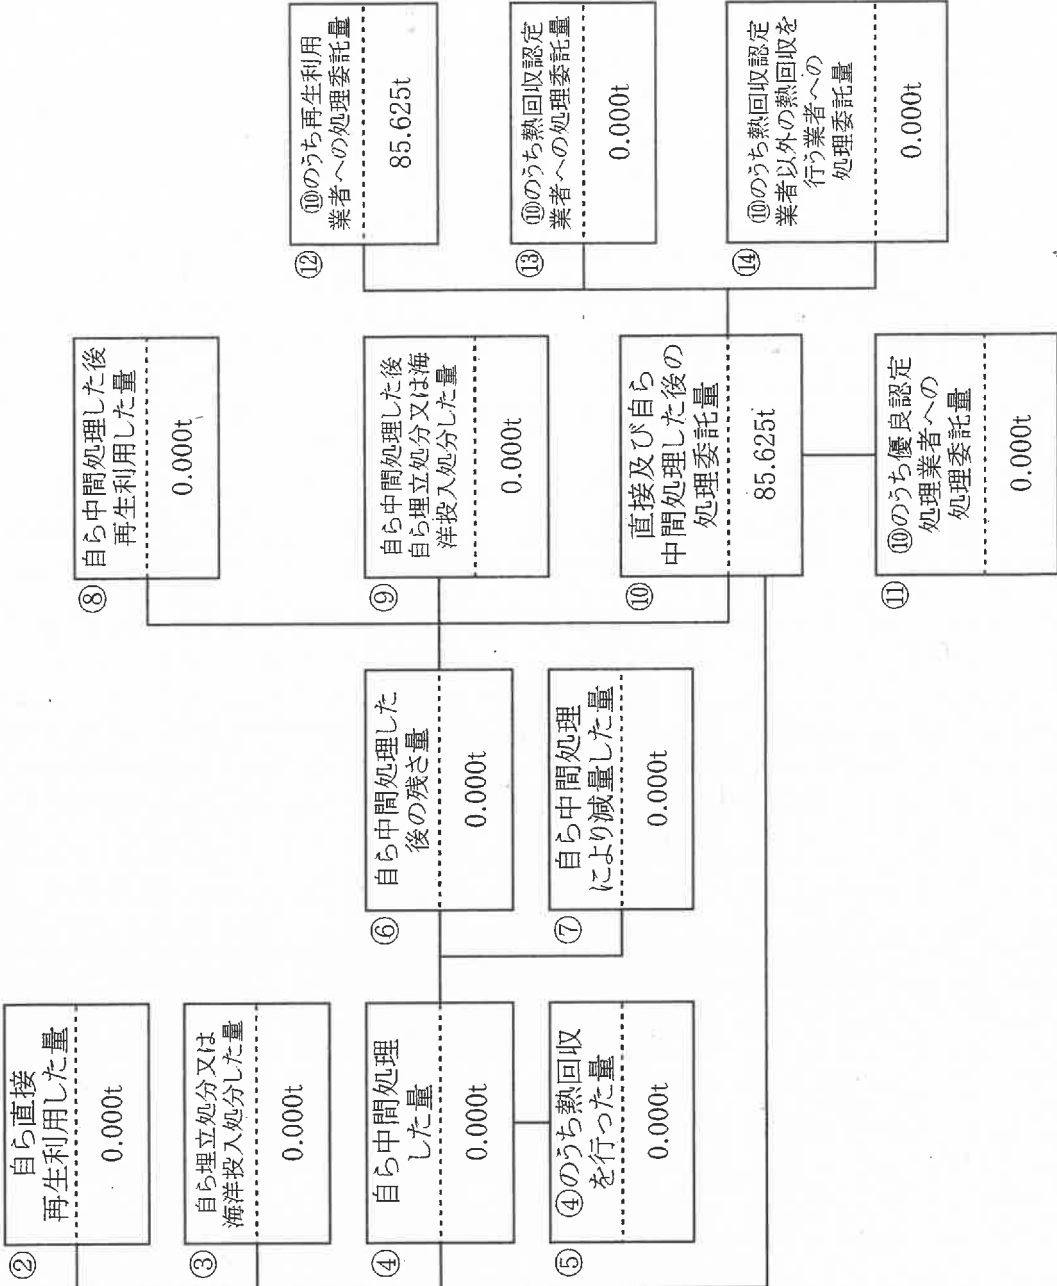 ②
自ら直接
再生利用した量
0.000t
③
自ら埋立処分又は
海洋投入処分した量
0.000t
④
自ら中間処理
した量
0.000t
⑤
④のうち熱回収
を行った量
0.000t
⑥
自ら中間処理した
後の残さ量
0.000t
⑦
自ら中間処理
により減量した量
0.000t
⑧
自ら中間処理した後
再生利用した量
0.000t
⑨
自ら中間処理した後
自ら埋立処分又は海
洋投入処分した量
0.000t
⑩
直接及び自ら
中間処理した後の
処理委託量
85.625t
⑪
⑩のうち優良認定
処理業者への
処理委託量
0.000t
⑫
⑩のうち再生利用
業者への処理委託量
85.625t
⑬
⑩のうち熱回収認定
業者への処理委託量
0.000t
⑭
⑩のうち熱回収認定
業者以外の熱回収を
行う業者への
処理委託量
0.000t